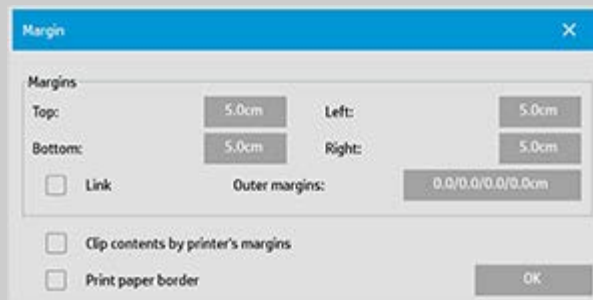 Margin
Margins
Top: 5.0cm Left: 5.0cm
Bottom: 5.0cm Right: 5.0cm
Link Outer margins: 0.0/0.0/0.0/0.0cm
Clip contents by printer's margins
Print paper border
OK